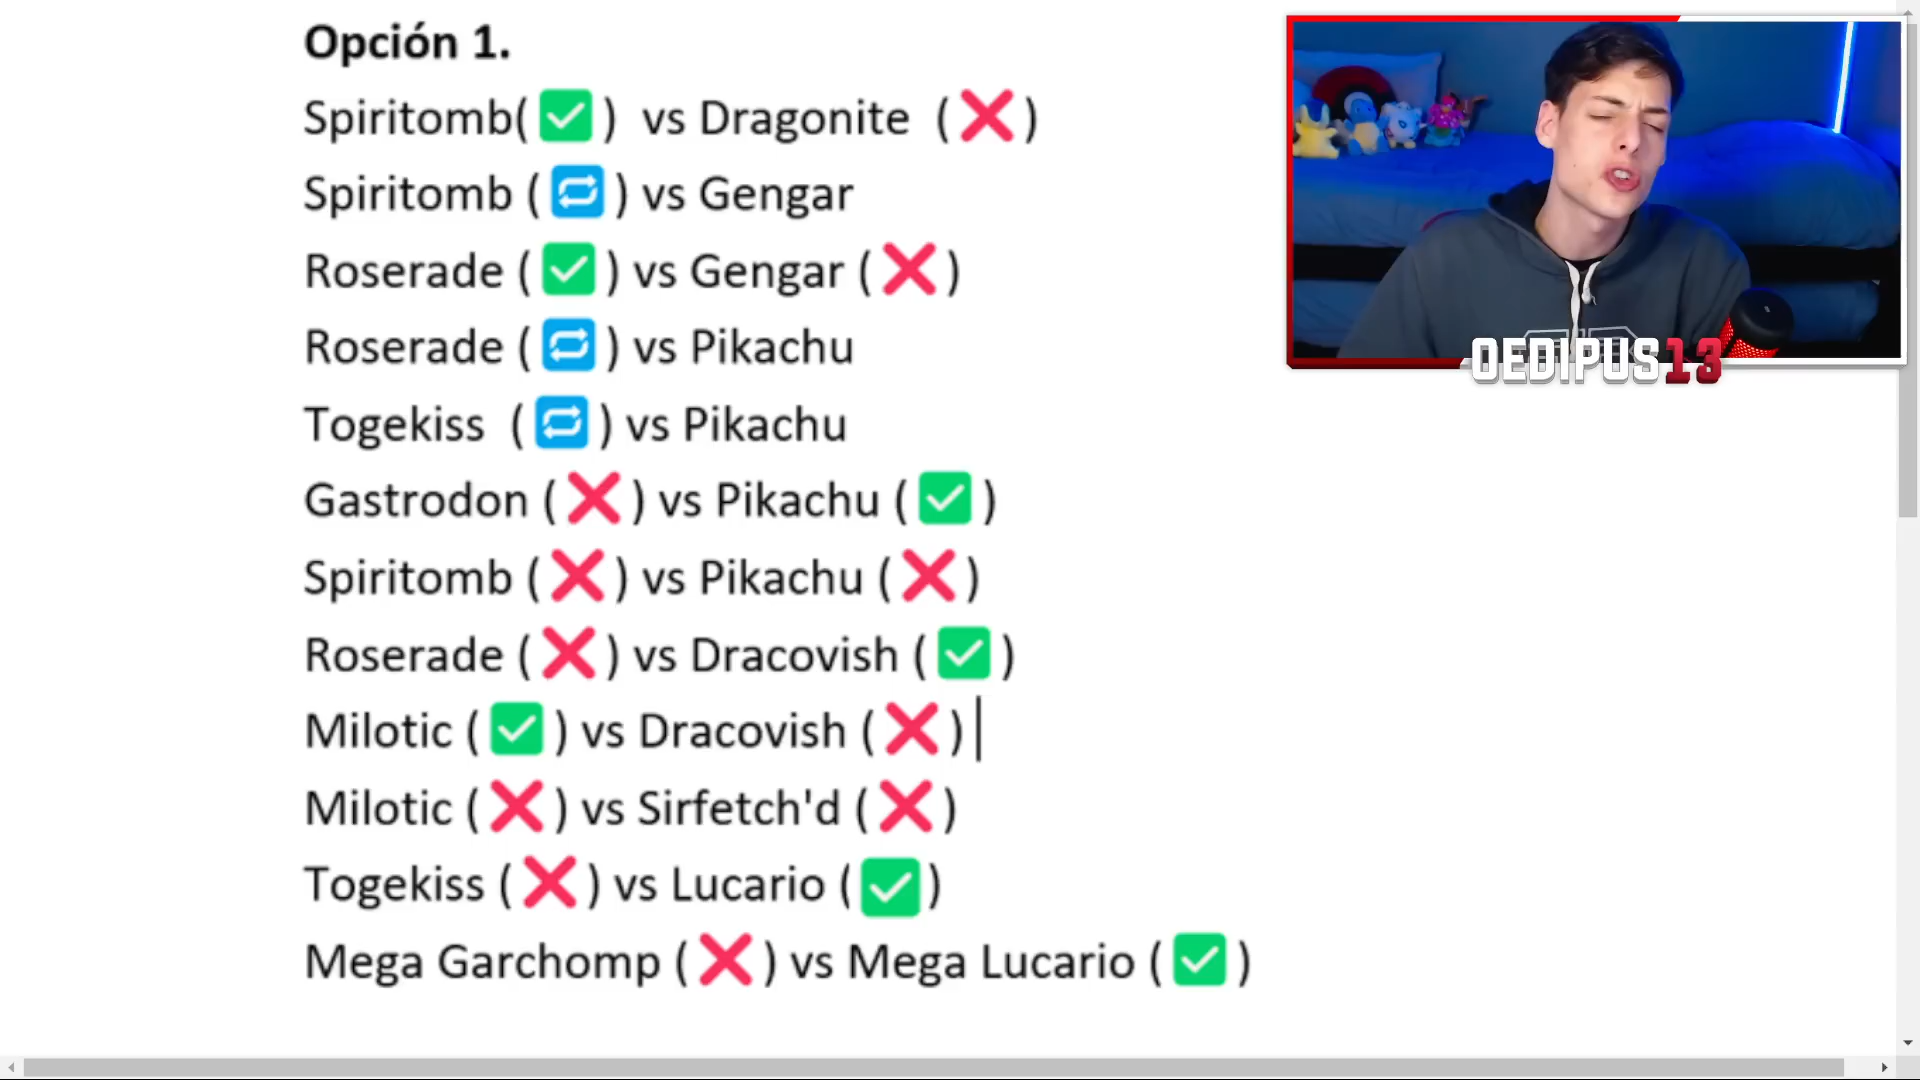 Opción 1.
Spiritomb( ✅ ) vs Dragonite ( ❌ )
Spiritomb ( 🔁 ) vs Gengar
Roserade ( ✅ ) vs Gengar ( ❌ )
Roserade ( 🔁 ) vs Pikachu
Togekiss ( 🔁 ) vs Pikachu
Gastrodon ( ❌ ) vs Pikachu ( ✅ )
Spiritomb ( ❌ ) vs Pikachu ( ❌ )
Roserade ( ❌ ) vs Dracovish ( ✅ )
Milotic ( ✅ ) vs Dracovish ( ❌ )
Milotic ( ❌ ) vs Sirfetch'd ( ❌ )
Togekiss ( ❌ ) vs Lucario ( ✅ )
Mega Garchomp ( ❌ ) vs Mega Lucario ( ✅ )
OEDIPUS13